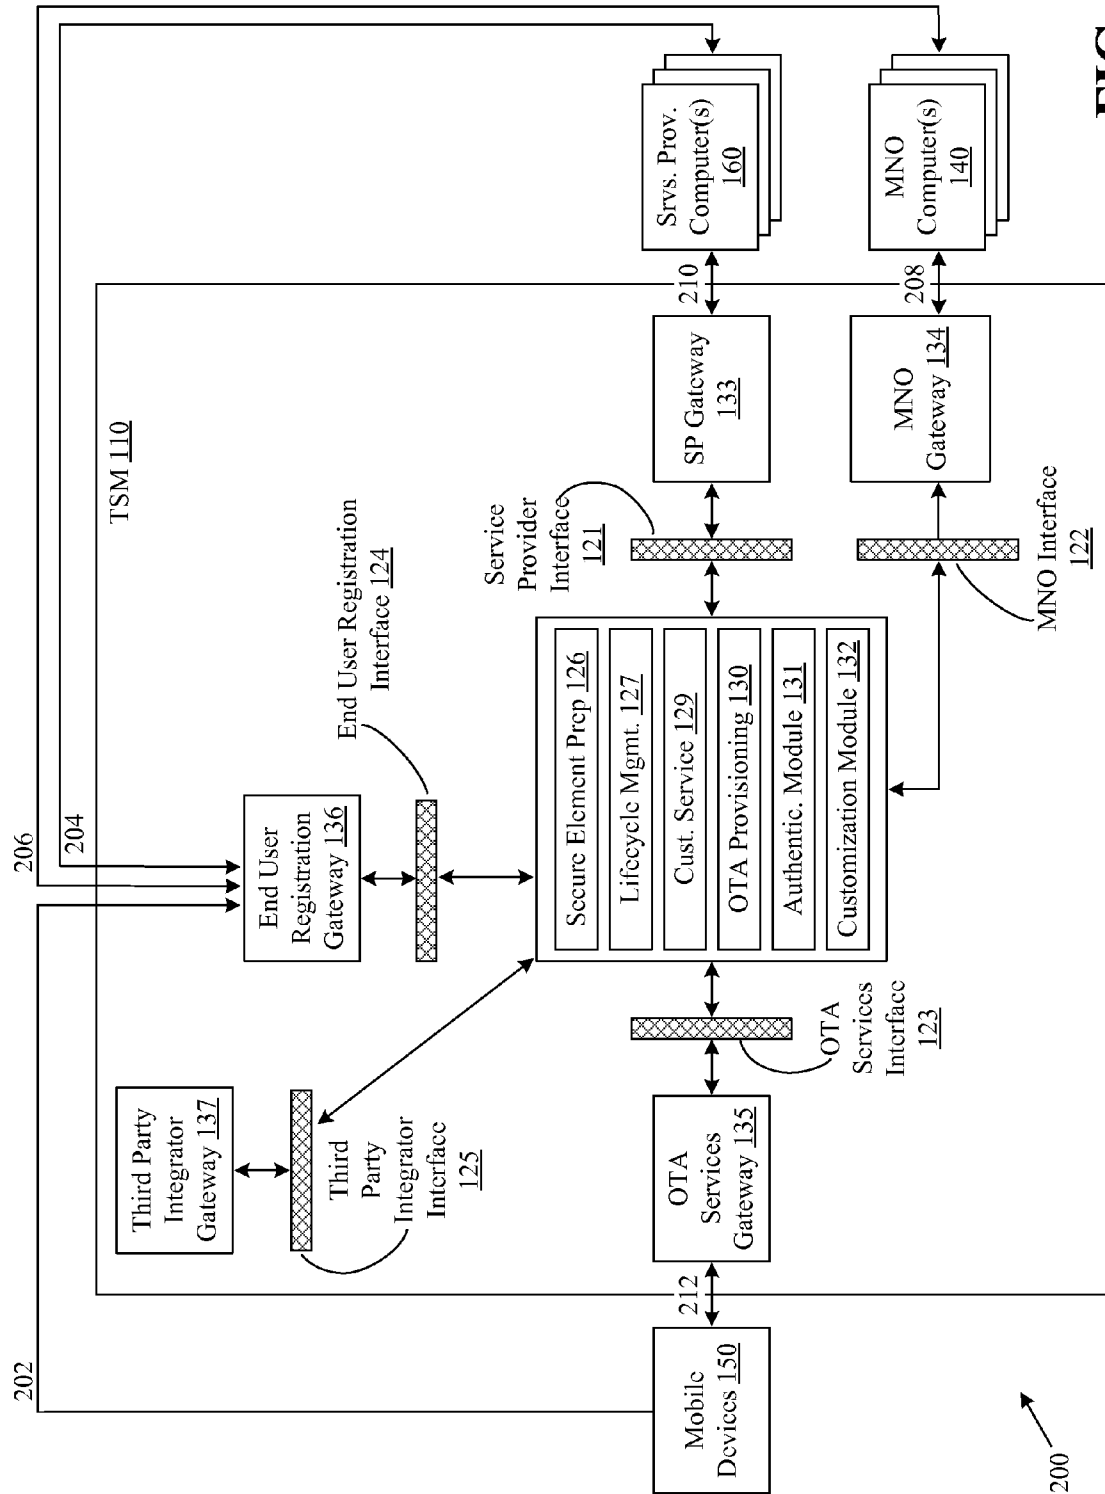 206
204
202
TSM 110
Third Party
Integrator
Gateway 137
Third
Party
Integrator
Interface
125
End User
Registration
Gateway 136
End User Registration
Interface 124
Mobile
Devices 150
212
OTA
Services
Gateway 135
OTA
Services
Interface
123
Secure Element Prep 126
Lifecycle Mgmt. 127
Cust. Service 129
OTA Provisioning 130
Authentic. Module 131
Customization Module 132
Service
Provider
Interface
121
SP Gateway
133
210
Srvs. Prov.
Computer(s)
160
MNO Interface
122
MNO
Gateway 134
208
MNO
Computer(s)
140
200
FIG